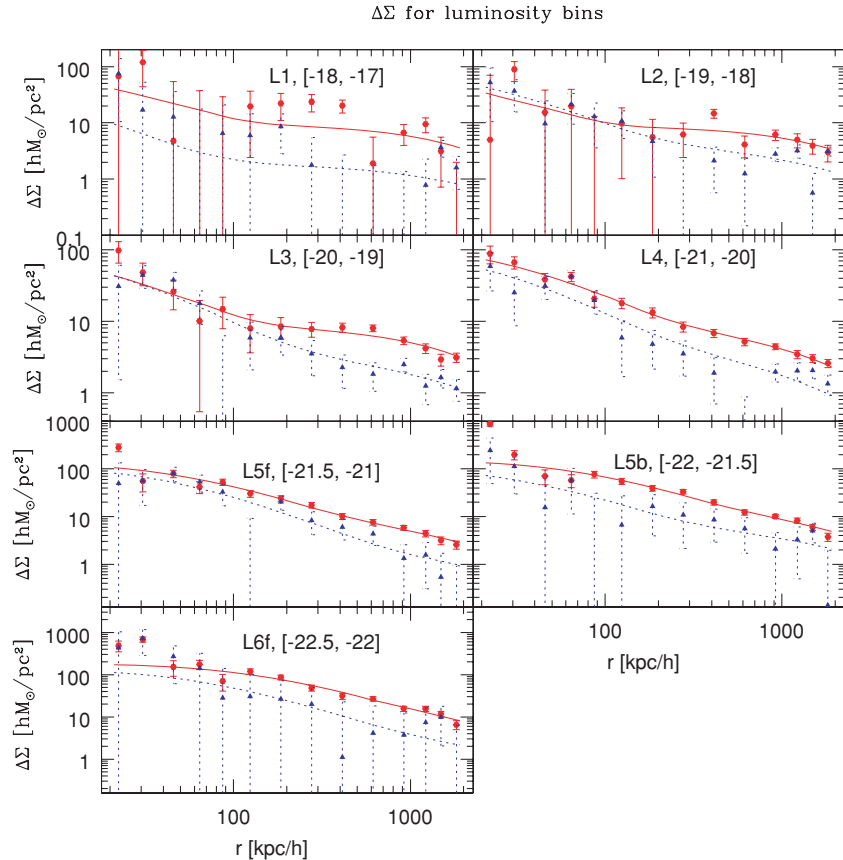 ΔΣ for luminosity bins
L1, [-18, -17]
L2, [-19, -18]
100
10
1
0.1
ΔΣ [hM☉/pc²]
L3, [-20, -19]
L4, [-21, -20]
100
10
1
ΔΣ [hM☉/pc²]
L5f, [-21.5, -21]
L5b, [-22, -21.5]
1000
100
10
1
ΔΣ [hM☉/pc²]
100
1000
r [kpc/h]
L6f, [-22.5, -22]
1000
100
10
1
ΔΣ [hM☉/pc²]
100
1000
r [kpc/h]